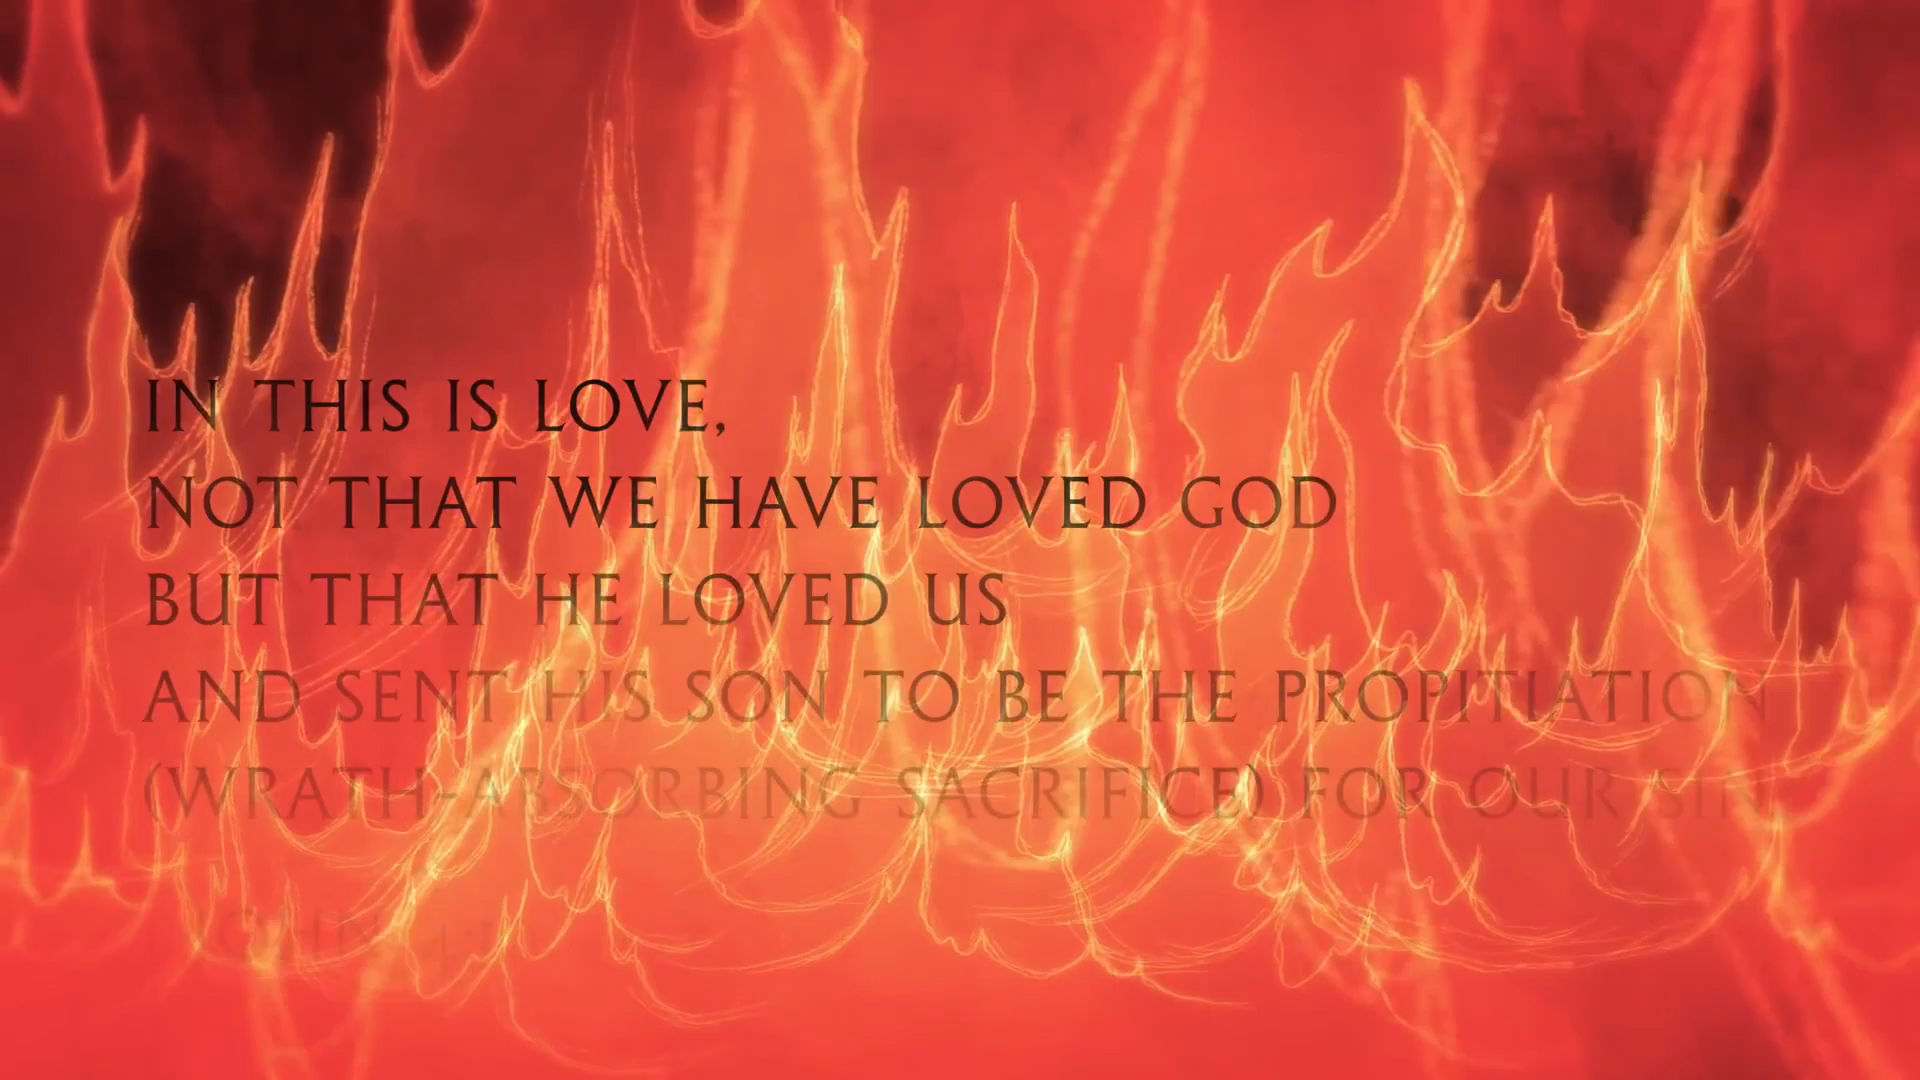 IN THIS IS LOVE,
NOT THAT WE HAVE LOVED GOD
BUT THAT HE LOVED US
AND SENT HIS SON TO BE THE PROPITIATION
(WRATH-ABSORBING SACRIFICE) FOR OUR SIN